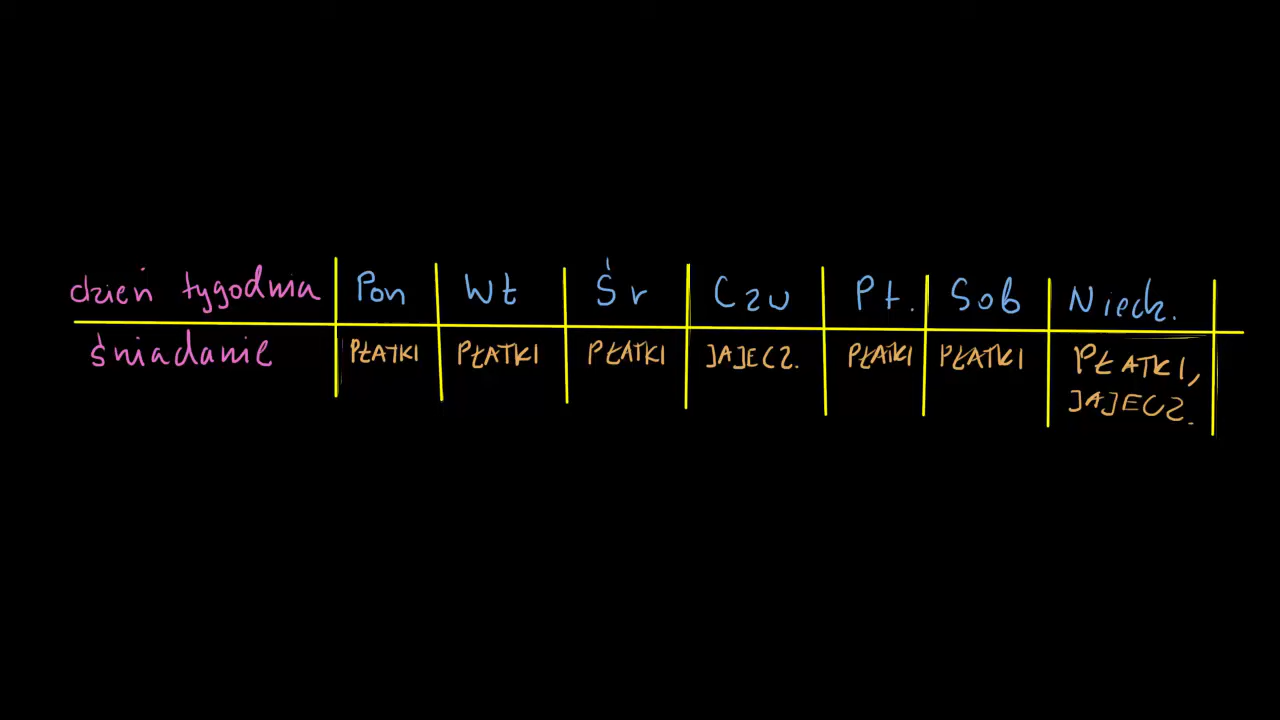 dzień tygodnia Pon Wt Śr Czw Pt. Sob Niedz.
śniadanie PŁATKI PŁATKI PŁATKI JAJECZ. PŁATKI PŁATKI PŁATKI,
JAJECZ.